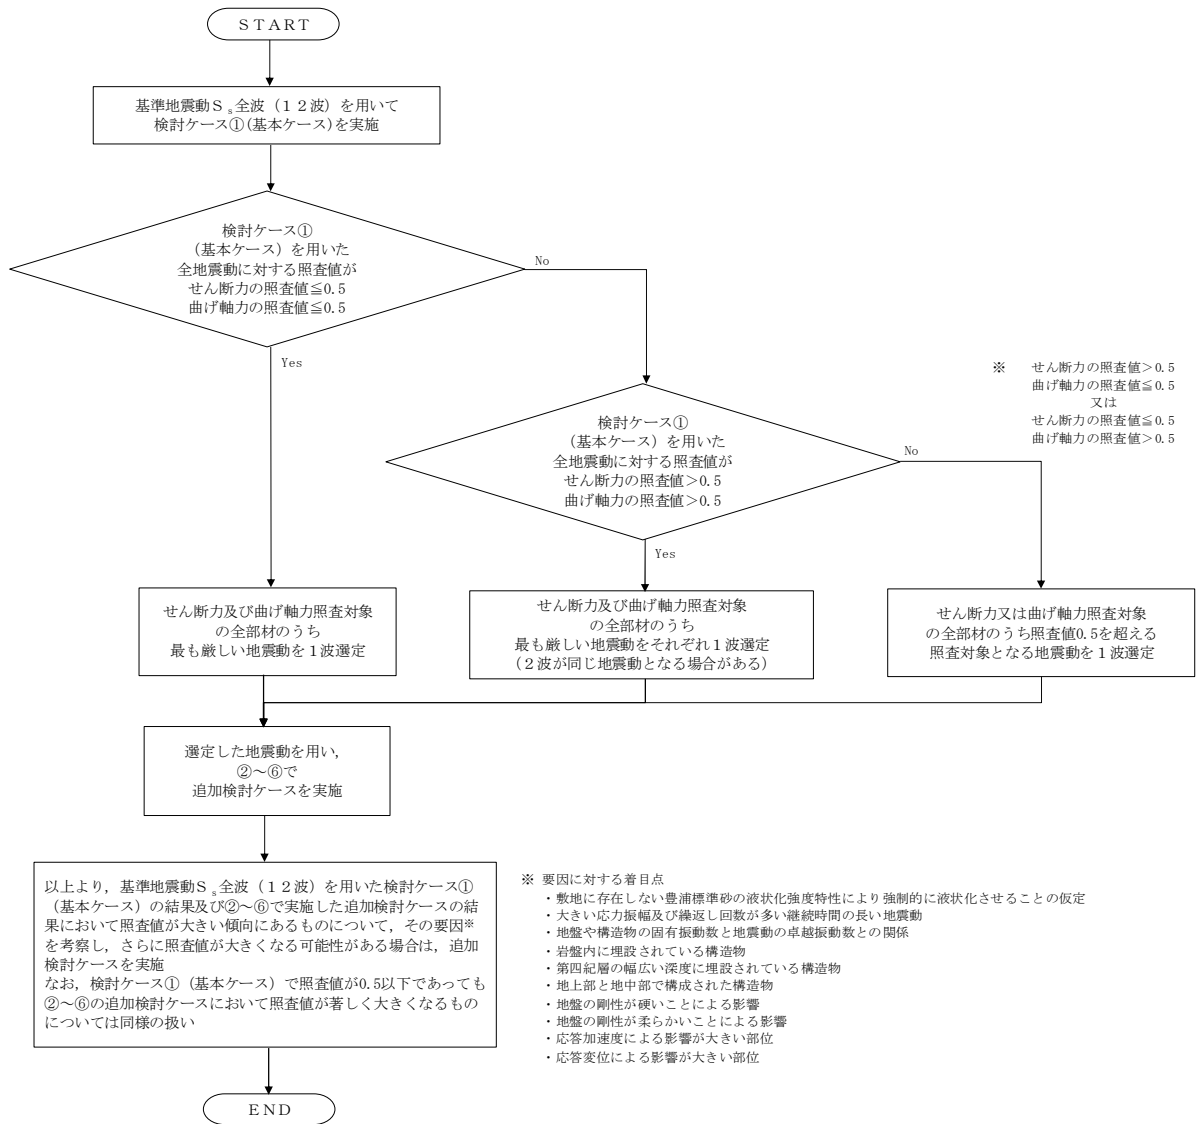 ＳＴＡＲＴ
基準地震動Ｓｓ全波（１２波）を用いて
検討ケース①(基本ケース)を実施
検討ケース①
（基本ケース）を用いた
全地震動に対する照査値が
せん断力の照査値≦0.5
曲げ軸力の照査値≦0.5
No
Yes
※　せん断力の照査値＞0.5
曲げ軸力の照査値≦0.5
又は
せん断力の照査値≦0.5
曲げ軸力の照査値＞0.5
検討ケース①
（基本ケース）を用いた
全地震動に対する照査値が
せん断力の照査値＞0.5
曲げ軸力の照査値＞0.5
No
Yes
せん断力及び曲げ軸力照査対象
の全部材のうち
最も厳しい地震動を１波選定
せん断力及び曲げ軸力照査対象
の全部材のうち
最も厳しい地震動をそれぞれ１波選定
（２波が同じ地震動となる場合がある）
せん断力又は曲げ軸力照査対象
の全部材のうち照査値0.5を超える
照査対象となる地震動を１波選定
選定した地震動を用い，
②～⑥で
追加検討ケースを実施
以上より，基準地震動Ｓｓ全波（１２波）を用いた検討ケース①
（基本ケース）の結果及び②～⑥で実施した追加検討ケースの結
果において照査値が大きい傾向にあるものについて，その要因※
を考察し，さらに照査値が大きくなる可能性がある場合は，追加
検討ケースを実施
なお，検討ケース①（基本ケース）で照査値が0.5以下であっても
②～⑥の追加検討ケースにおいて照査値が著しく大きくなるもの
については同様の扱い
※ 要因に対する着目点
・敷地に存在しない豊浦標準砂の液状化強度特性により強制的に液状化させることの仮定
・大きい応力振幅及び繰返し回数が多い継続時間の長い地震動
・地盤や構造物の固有振動数と地震動の卓越振動数との関係
・岩盤内に埋設されている構造物
・第四紀層の幅広い深度に埋設されている構造物
・地上部と地中部で構成された構造物
・地盤の剛性が硬いことによる影響
・地盤の剛性が柔らかいことによる影響
・応答加速度による影響が大きい部位
・応答変位による影響が大きい部位
ＥＮＤ